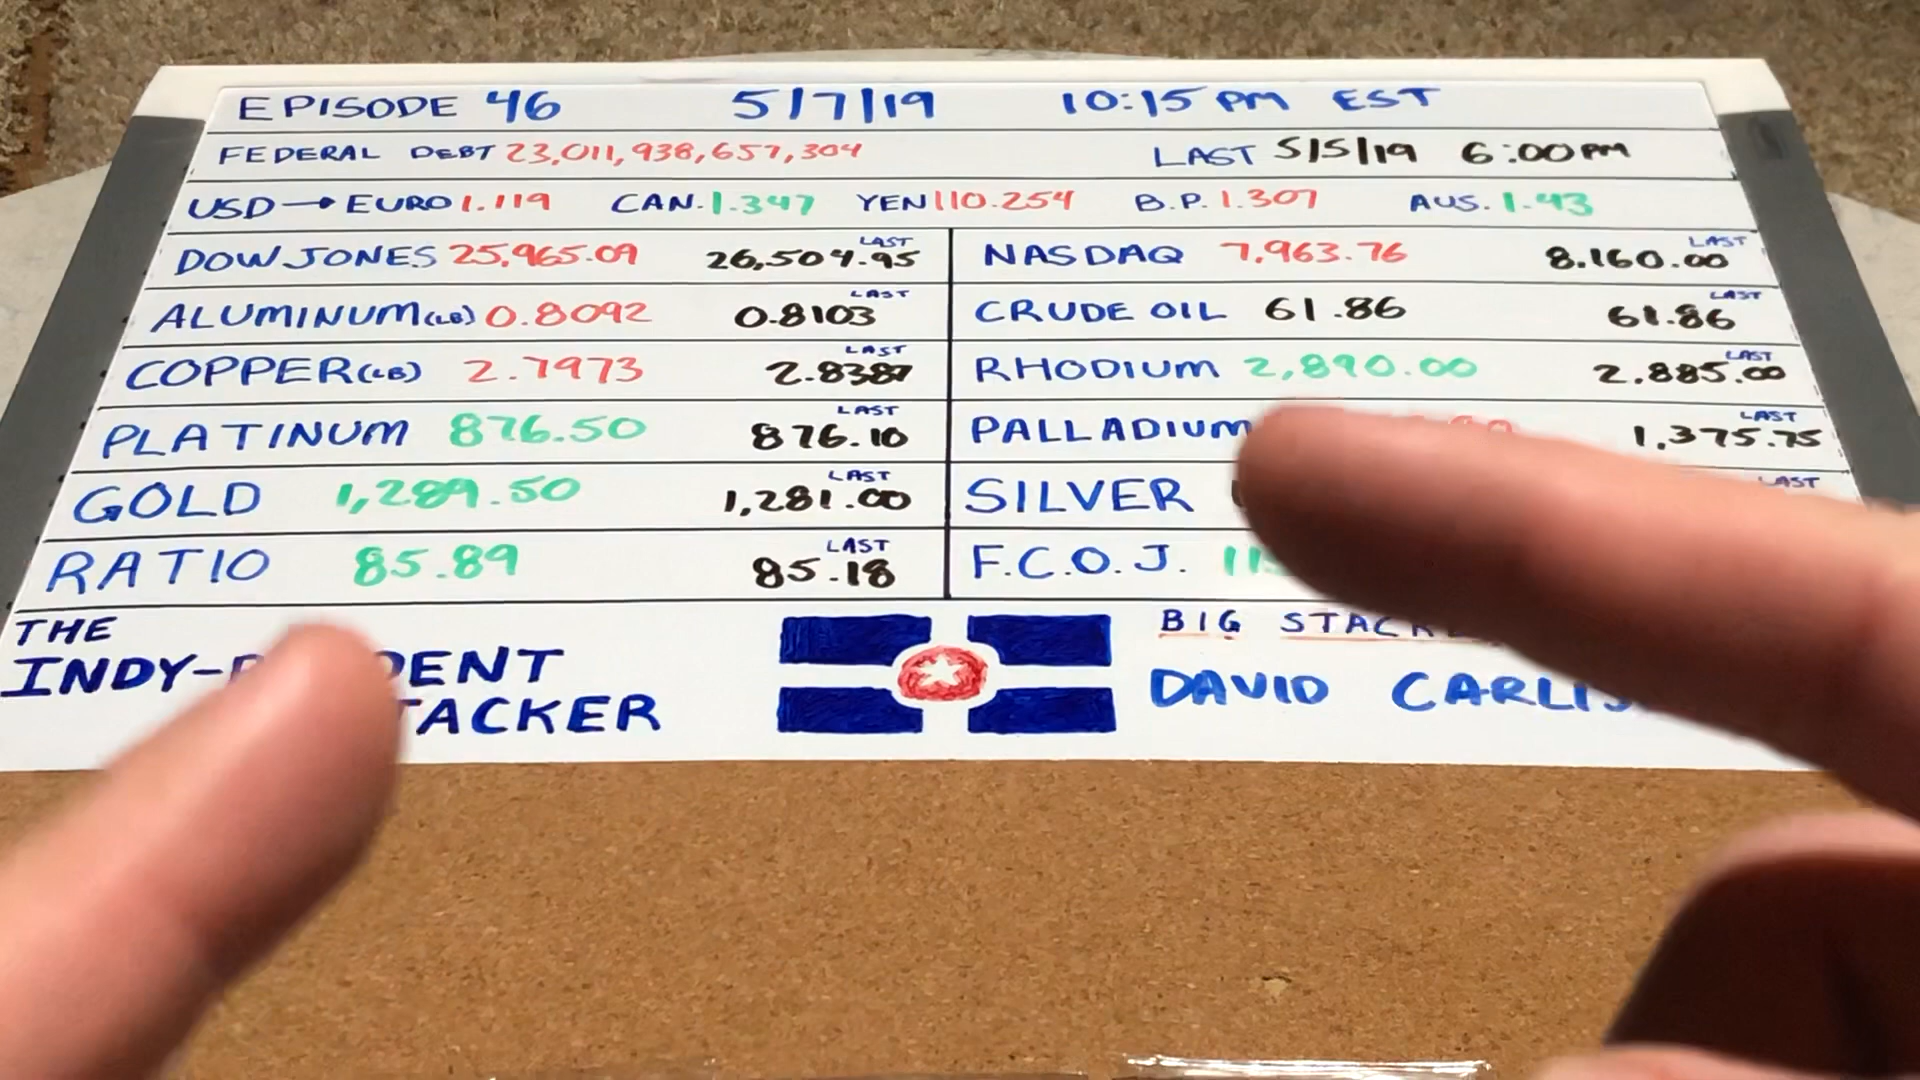 EPISODE 46 5/7/19 10:15 PM EST
FEDERAL DEBT 23,011,938,657,304 LAST 5/5/19 6:00PM
USD → EURO 1.119 CAN. 1.347 YEN 110.254 B.P. 1.307 AUS. 1.43
DOW JONES 25,965.09 LAST 26,504.95 NASDAQ 7,963.76 LAST 8.160.00
ALUMINUM (LB) 0.8092 LAST 0.8103 CRUDE OIL 61.86 LAST 61.86
COPPER (LB) 2.7973 LAST 2.8387 RHODIUM 2,890.00 LAST 2.885.00
PLATINUM 876.50 LAST 876.10 PALLADIUM LAST 1,375.75
GOLD 1,289.50 LAST 1,281.00 SILVER LAST
RATIO 85.89 LAST 85.18 F.C.O.J.
THE
BIG
DAVID